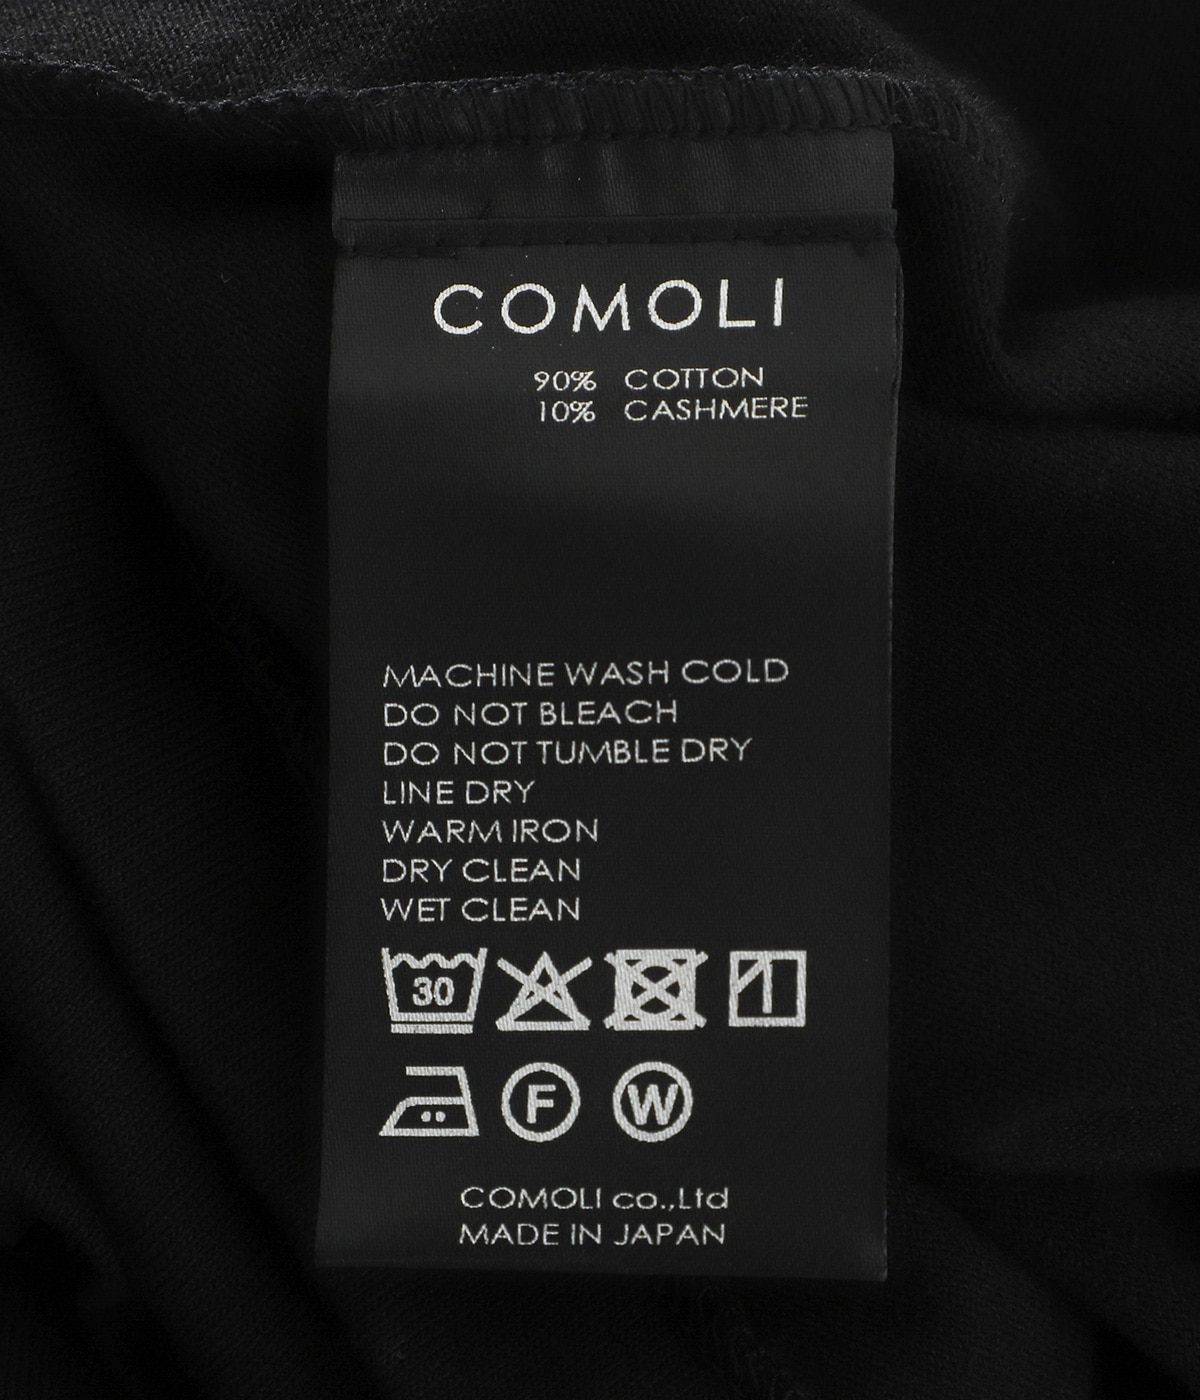 COMOLI
90% COTTON
10% CASHMERE
MACHINE WASH COLD
DO NOT BLEACH
DO NOT TUMBLE DRY
LINE DRY
WARM IRON
DRY CLEAN
WET CLEAN
30
F W
COMOLI co.,Ltd
MADE IN JAPAN